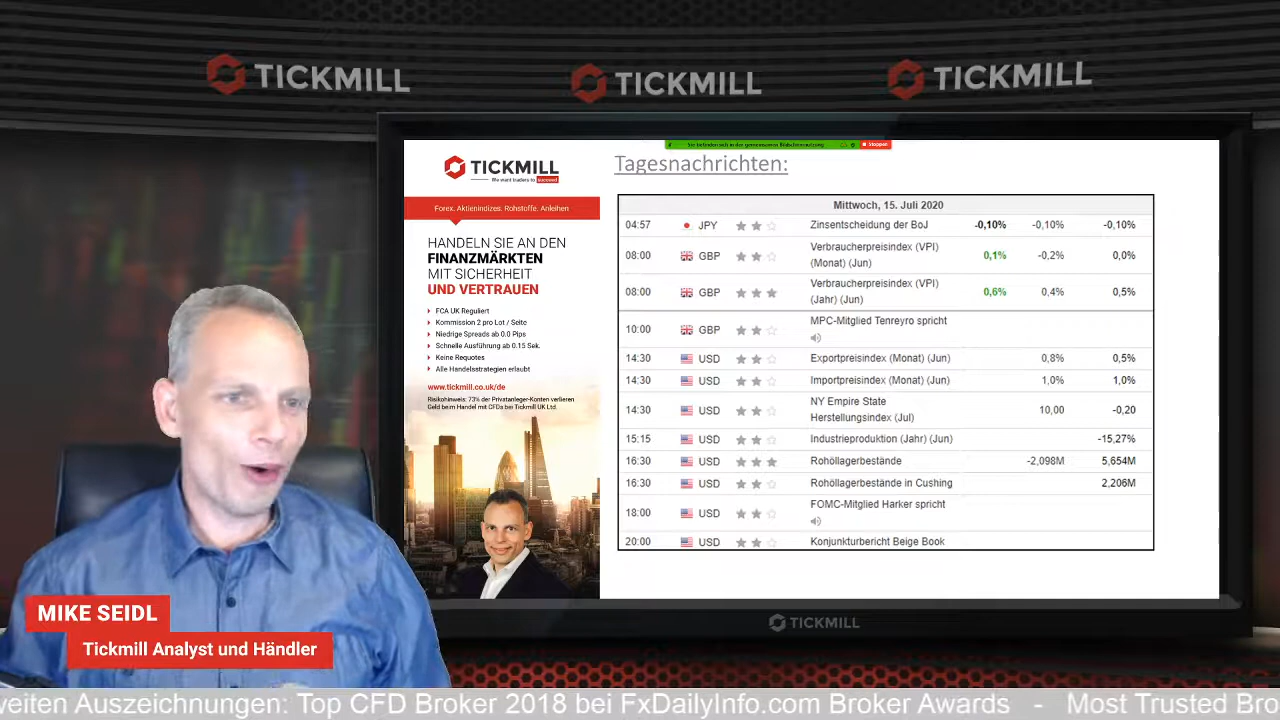 TICKMILL
TICKMILL
TICKMILL
Sie befinden sich in der gemeinsamen Bildschirmnutzung
Stoppen
TICKMILL
We want traders to succeed
Forex. Aktienindizes. Rohstoffe. Anleihen
HANDELN SIE AN DEN
FINANZMÄRKTEN
MIT SICHERHEIT
UND VERTRAUEN
FCA UK Reguliert
Kommission 2 pro Lot / Seite
Niedrige Spreads ab 0.0 Pips
Schnelle Ausführung ab 0.15 Sek.
Keine Requotes
Alle Handelsstrategien erlaubt
www.tickmill.co.uk/de
Risikohinweis: 73% der Privatanleger-Konten verlieren
Geld beim Handel mit CFDs bei Tickmill UK Ltd.
Tagesnachrichten:
Mittwoch, 15. Juli 2020
04:57 JPY Zinsentscheidung der BoJ -0,10% -0,10% -0,10%
08:00 GBP Verbraucherpreisindex (VPI) (Monat) (Jun) 0,1% -0,2% 0,0%
08:00 GBP Verbraucherpreisindex (VPI) (Jahr) (Jun) 0,6% 0,4% 0,5%
10:00 GBP MPC-Mitglied Tenreyro spricht
14:30 USD Exportpreisindex (Monat) (Jun) 0,8% 0,5%
14:30 USD Importpreisindex (Monat) (Jun) 1,0% 1,0%
14:30 USD NY Empire State Herstellungsindex (Jul) 10,00 -0,20
15:15 USD Industrieproduktion (Jahr) (Jun) -15,27%
16:30 USD Rohöllagerbestände -2,098M 5,654M
16:30 USD Rohöllagerbestände in Cushing 2,206M
18:00 USD FOMC-Mitglied Harker spricht
20:00 USD Konjunkturbericht Beige Book
TICKMILL
MIKE SEIDL
Tickmill Analyst und Händler
weiten Auszeichnungen: Top CFD Broker 2018 bei FxDailyInfo.com Broker Awards - Most Trusted Bro